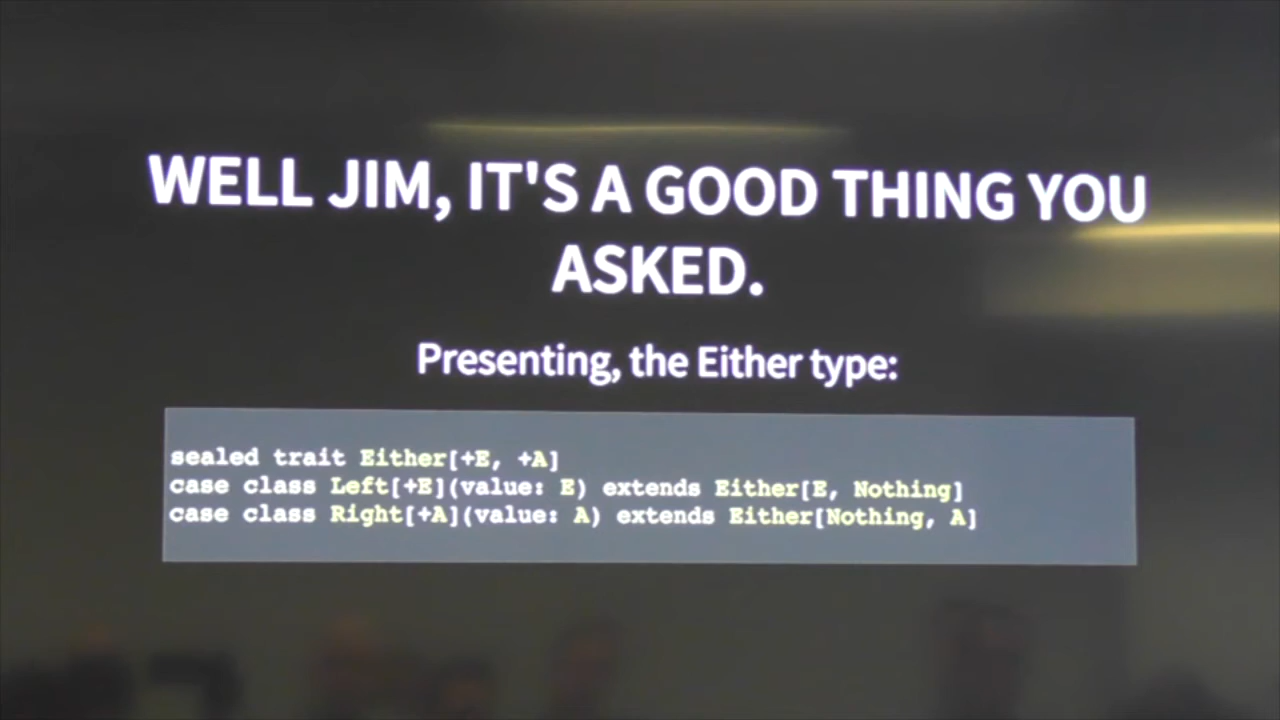 WELL JIM, IT'S A GOOD THING YOU
ASKED.
Presenting, the Either type:
sealed trait Either[+E, +A]
case class Left[+E](value: E) extends Either[E, Nothing]
case class Right[+A](value: A) extends Either[Nothing, A]